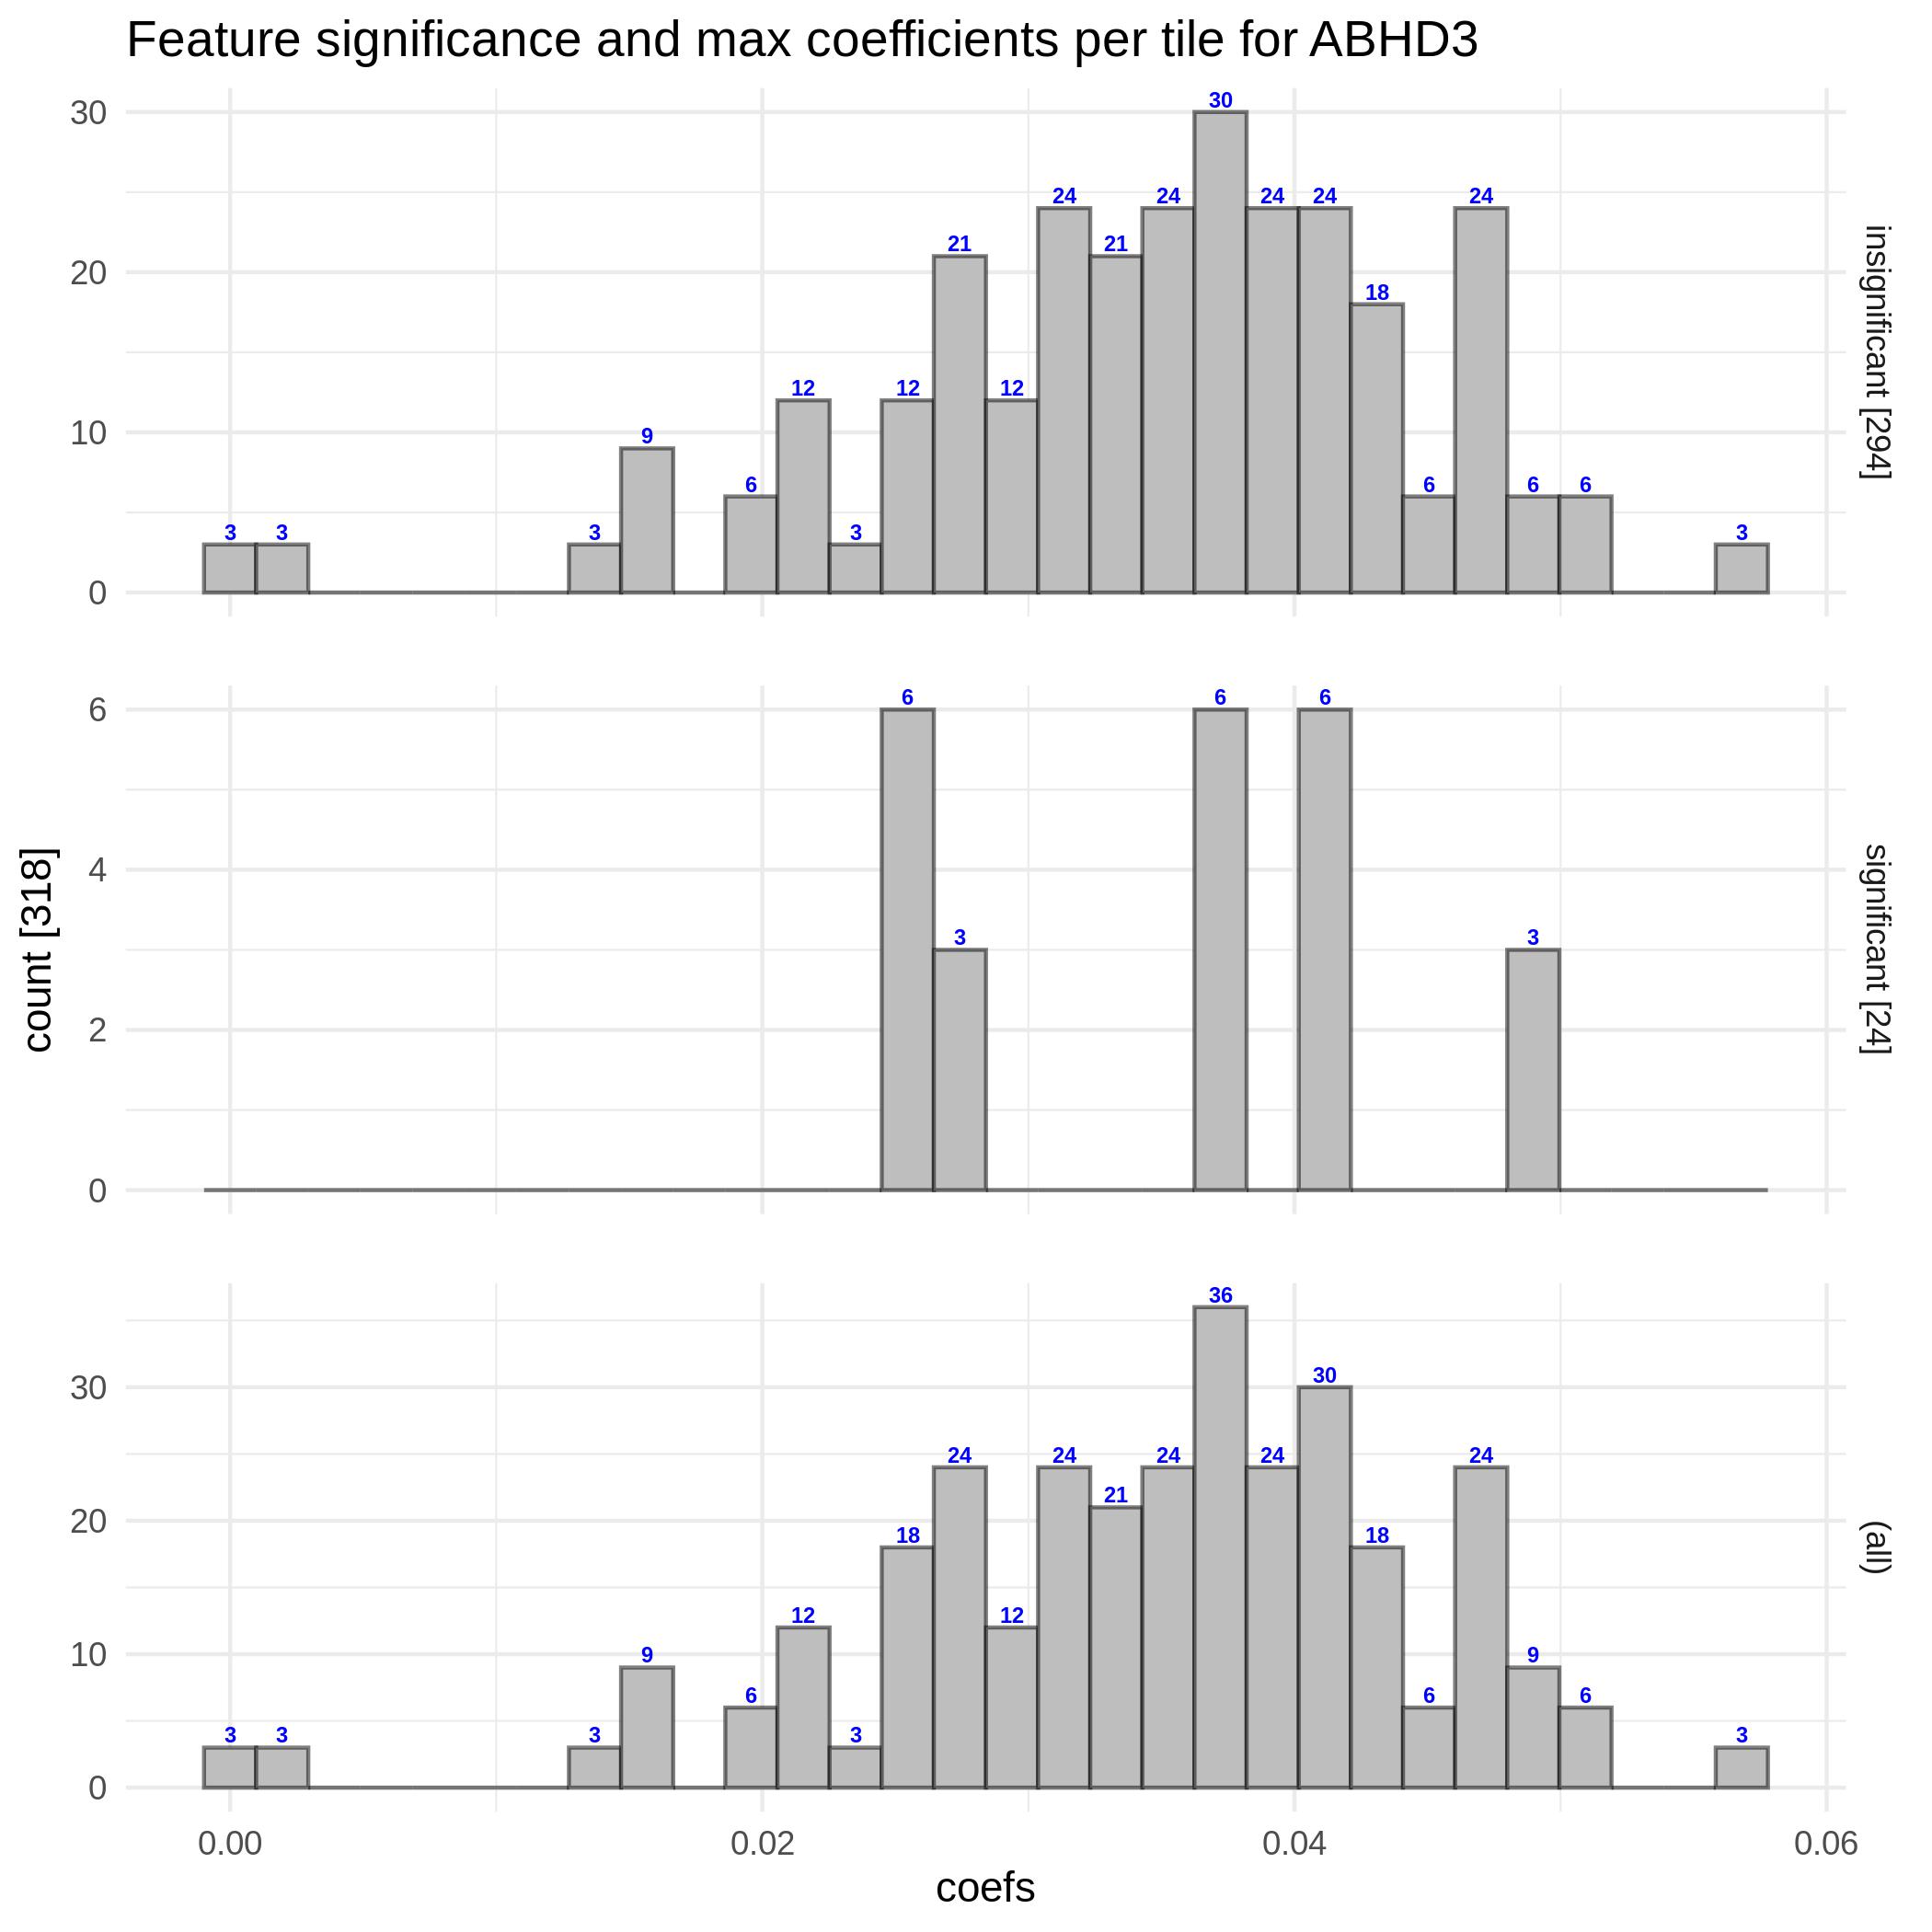 Feature significance and max coefficients per tile for ABHD3
30
20
10
0
3 3 3 9 6 12 3 12 21 12 24 21 24 30 24 24 18 6 24 6 6 3
insignificant [294]
6
4
2
0
6 3 6 6 3
significant [24]
count [318]
30
20
10
0
3 3 3 9 6 12 3 18 24 12 24 21 24 36 24 30 18 6 24 9 6 3
(all)
0.00 0.02 0.04 0.06
coefs